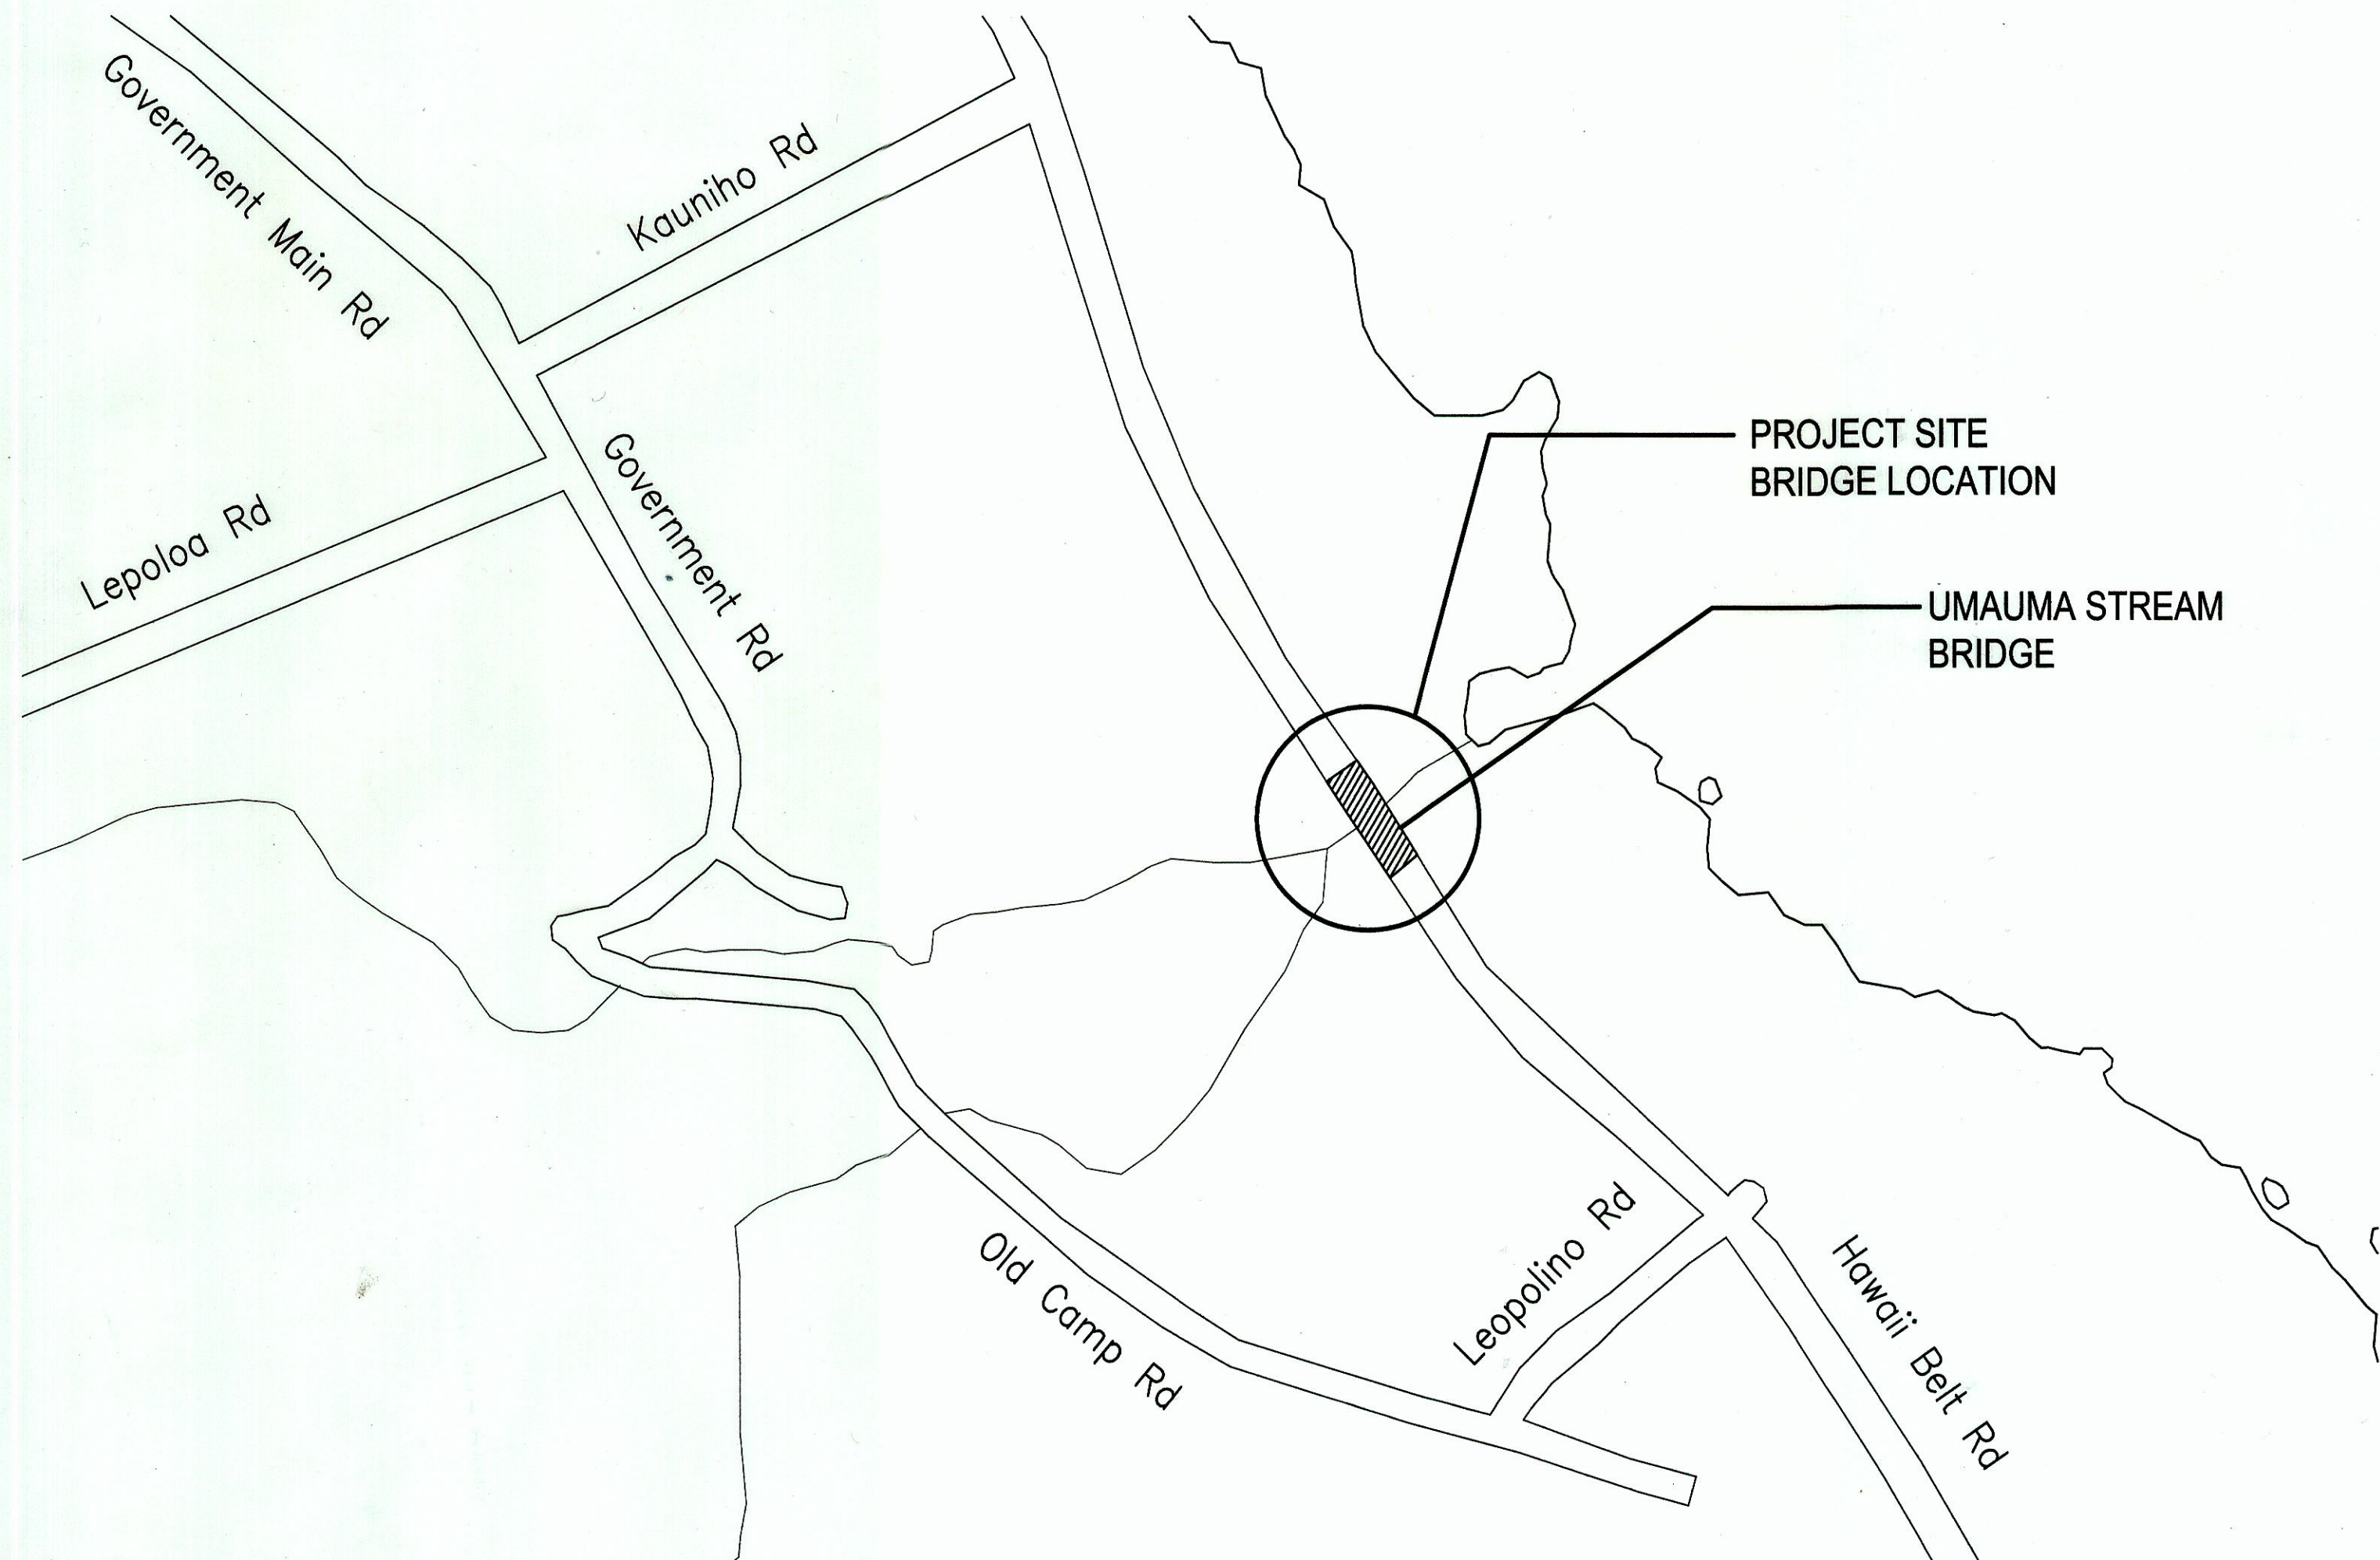 Government Main Rd
Kauniho Rd
Government Rd
Lepoloa Rd
PROJECT SITE
BRIDGE LOCATION
UMAUMA STREAM
BRIDGE
Leopolino Rd
Old Camp Rd
Hawaii Belt Rd